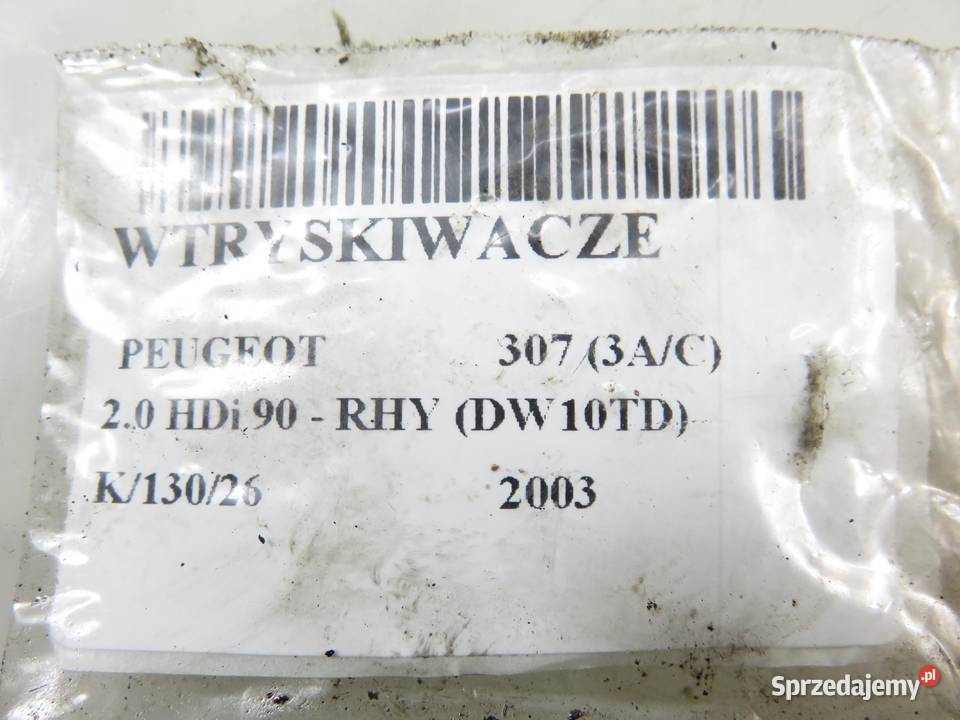 WTRYSKIWACZE
PEUGEOT 307 (3A/C)
2.0 HDi 90 - RHY (DW10TD)
K/130/26 2003
Sprzedajemy.pl